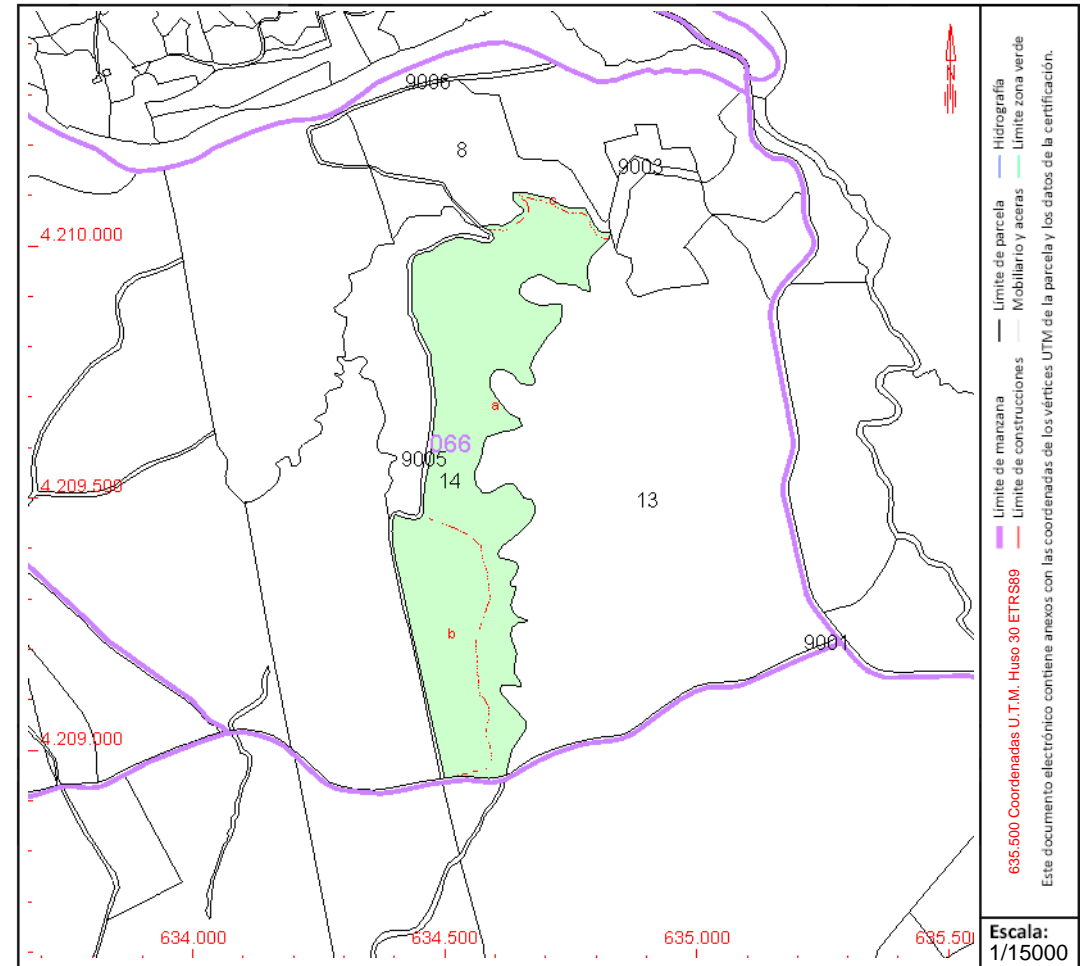 9006
8
9003
c
4.210.000
a
066
9005
14
4.209.500
13
b
9001
4.209.000
634.000
634.500
635.000
635.50
Hidrografía
Límite zona verde
Límite de parcela
Mobiliario y aceras
Límite de manzana
Límite de construcciones
635.500 Coordenadas U.T.M. Huso 30 ETRS89
Este documento electrónico contiene anexos con las coordenadas de los vértices UTM de la parcela y los datos de la certificación.
Escala:
1/15000